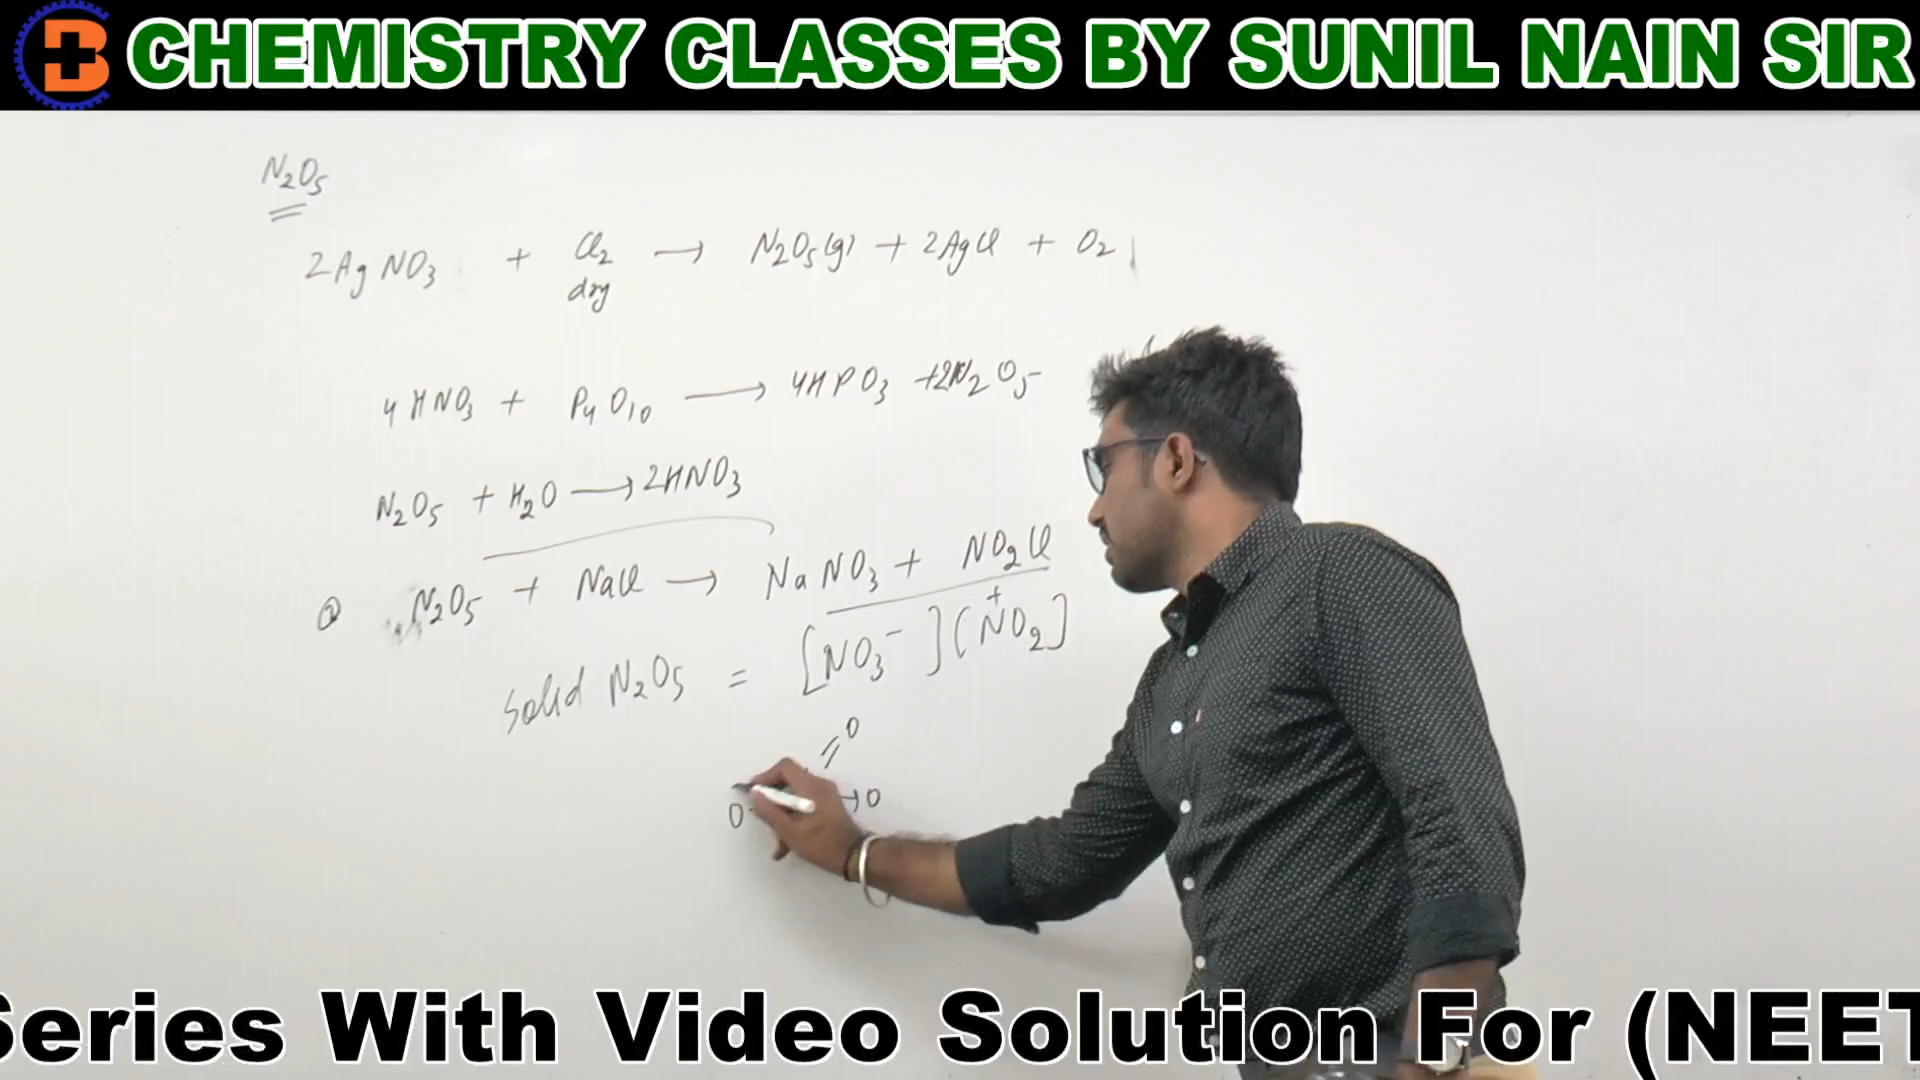 CHEMISTRY CLASSES BY SUNIL NAIN SIR
N₂O₅
2AgNO₃ + Cl₂ → N₂O₅(g) + 2AgCl + O₂
dry
4HNO₃ + P₄O₁₀ → 4HPO₃ + 2N₂O₅
N₂O₅ + H₂O → 2HNO₃
N₂O₅ + NaCl → NaNO₃ + NO₂Cl
Solid N₂O₅ = [NO₃⁻][N⁺O₂]
=O
O →O
Series With Video Solution For (NEET